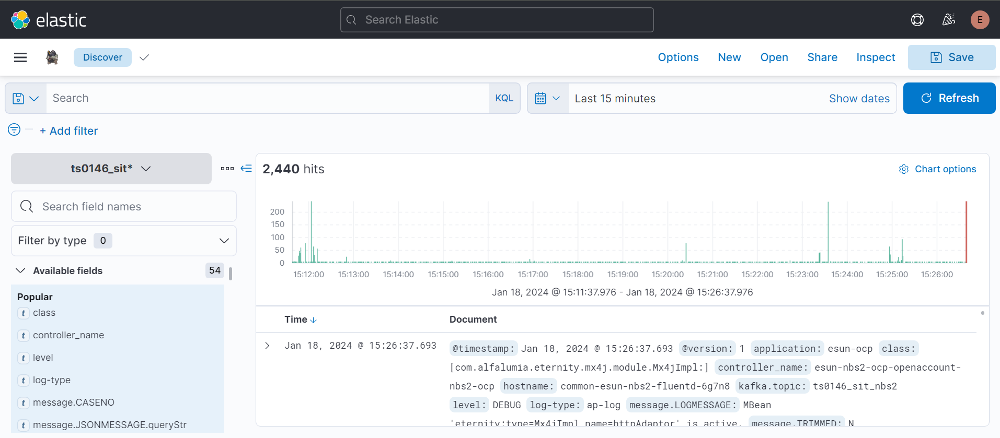 elastic
Search Elastic
E
Discover
Options New Open Share Inspect Save
Search KQL
Last 15 minutes Show dates Refresh
+ Add filter
ts0146_sit*
Search field names
Filter by type 0
Available fields 54
Popular
t class
t controller_name
t level
t log-type
t message.CASENO
t message.JSONMESSAGE.queryStr
2,440 hits
Chart options
200
150
100
50
0
15:12:00 15:13:00 15:14:00 15:15:00 15:16:00 15:17:00 15:18:00 15:19:00 15:20:00 15:21:00 15:22:00 15:23:00 15:24:00 15:25:00 15:26:00
Jan 18, 2024 @ 15:11:37.976 - Jan 18, 2024 @ 15:26:37.976
Time Document
Jan 18, 2024 @ 15:26:37.693
@timestamp: Jan 18, 2024 @ 15:26:37.693 @version: 1 application: esun-ocp class:
[com.alfalumia.eternity.mx4j.module.Mx4jImpl:] controller_name: esun-nbs2-ocp-openaccount-
nbs2-ocp hostname: common-esun-nbs2-fluentd-6g7n8 kafka.topic: ts0146_sit_nbs2
level: DEBUG log-type: ap-log message.LOGMESSAGE: MBean
'eternity:type=Mx4jImpl,name=httpAdaptor' is active. message.TRIMMED: N